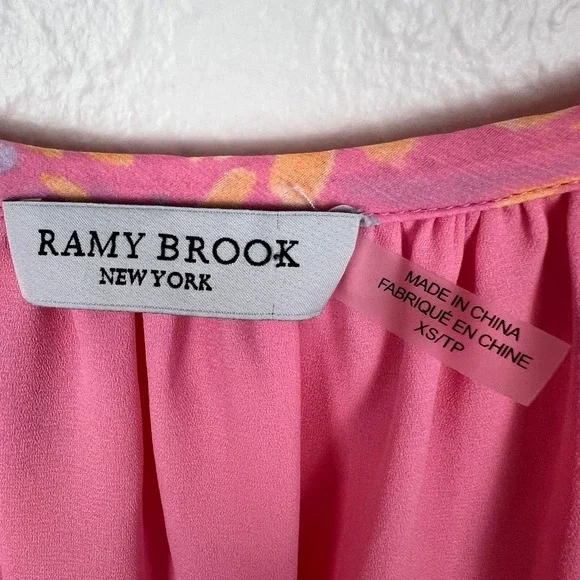 RAMY BROOK
NEW YORK
MADE IN CHINA
FABRIQUÉ EN CHINE
XS/TP